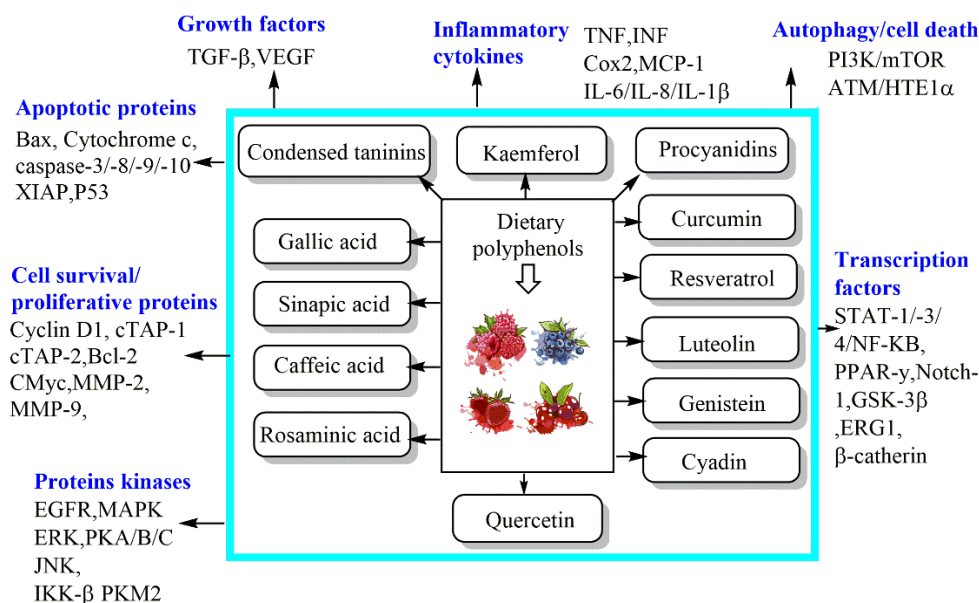 Growth factors
TGF-β,VEGF
Inflammatory
cytokines
TNF,INF
Cox2,MCP-1
IL-6/IL-8/IL-1β
Autophagy/cell death
PI3K/mTOR
ATM/HTE1α
Apoptotic proteins
Bax, Cytochrome c,
caspase-3/-8/-9/-10
XIAP,P53
Condensed taninins
Kaemferol
Procyanidins
Dietary
polyphenols
Gallic acid
Sinapic acid
Caffeic acid
Rosaminic acid
Curcumin
Resveratrol
Luteolin
Genistein
Cyadin
Quercetin
Cell survival/
proliferative proteins
Cyclin D1, cTAP-1
cTAP-2,Bcl-2
CMyc,MMP-2,
MMP-9,
Transcription
factors
STAT-1/-3/
4/NF-KB,
PPAR-y,Notch-
1,GSK-3β
,ERG1,
β-catherin
Proteins kinases
EGFR,MAPK
ERK,PKA/B/C
JNK,
IKK-β PKM2